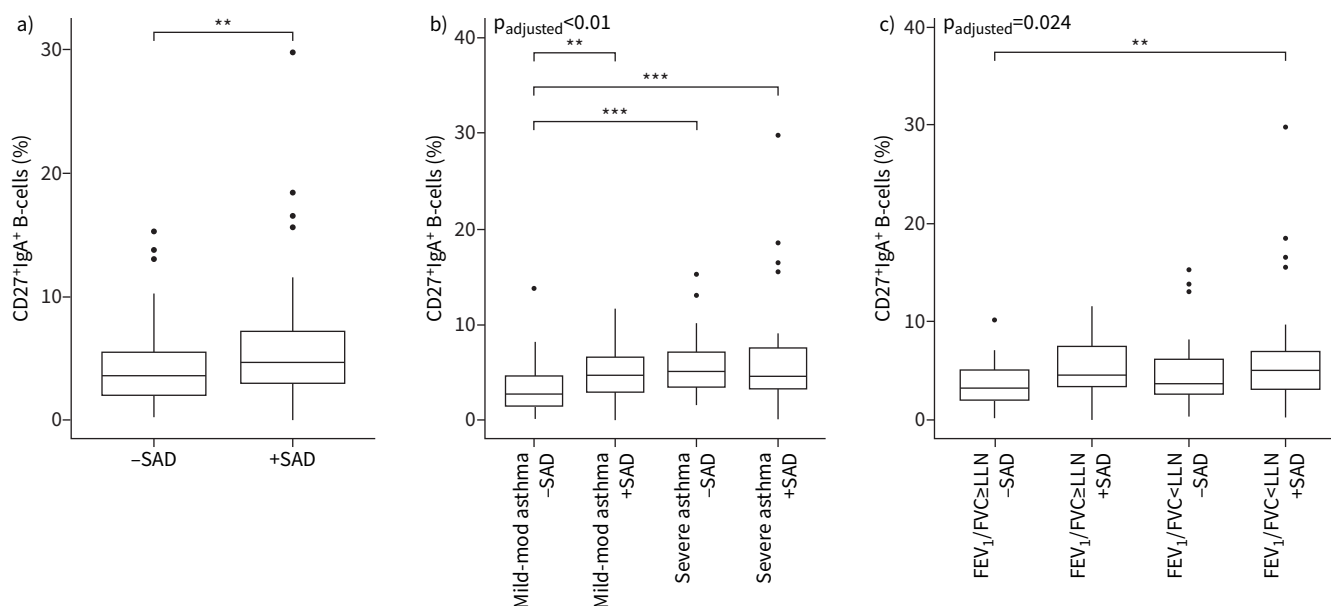 a)
**
CD27⁺IgA⁺ B-cells (%)
30
20
10
0
–SAD
+SAD
b)
p_adjusted<0.01
**
***
***
CD27⁺IgA⁺ B-cells (%)
40
30
20
10
0
Mild-mod asthma
–SAD
Mild-mod asthma
+SAD
Severe asthma
–SAD
Severe asthma
+SAD
c)
p_adjusted=0.024
**
CD27⁺IgA⁺ B-cells (%)
40
30
20
10
0
FEV₁/FVC≥LLN
–SAD
FEV₁/FVC≥LLN
+SAD
FEV₁/FVC<LLN
–SAD
FEV₁/FVC<LLN
+SAD